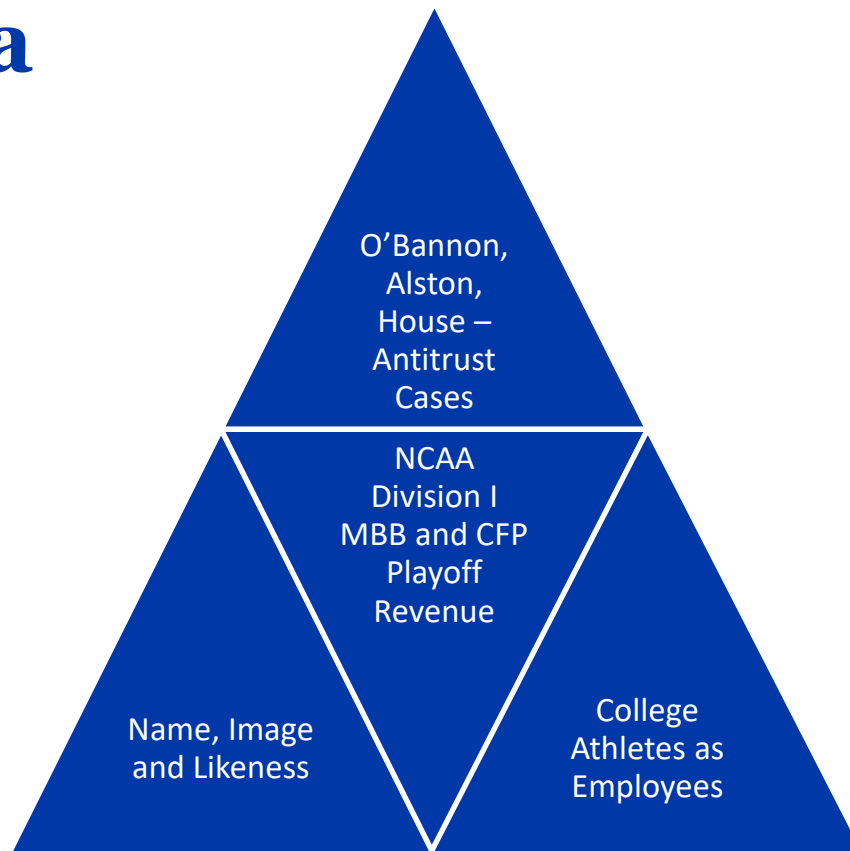 a
O’Bannon,
Alston,
House –
Antitrust
Cases
NCAA
Division I
MBB and CFP
Playoff
Revenue
Name, Image
and Likeness
College
Athletes as
Employees